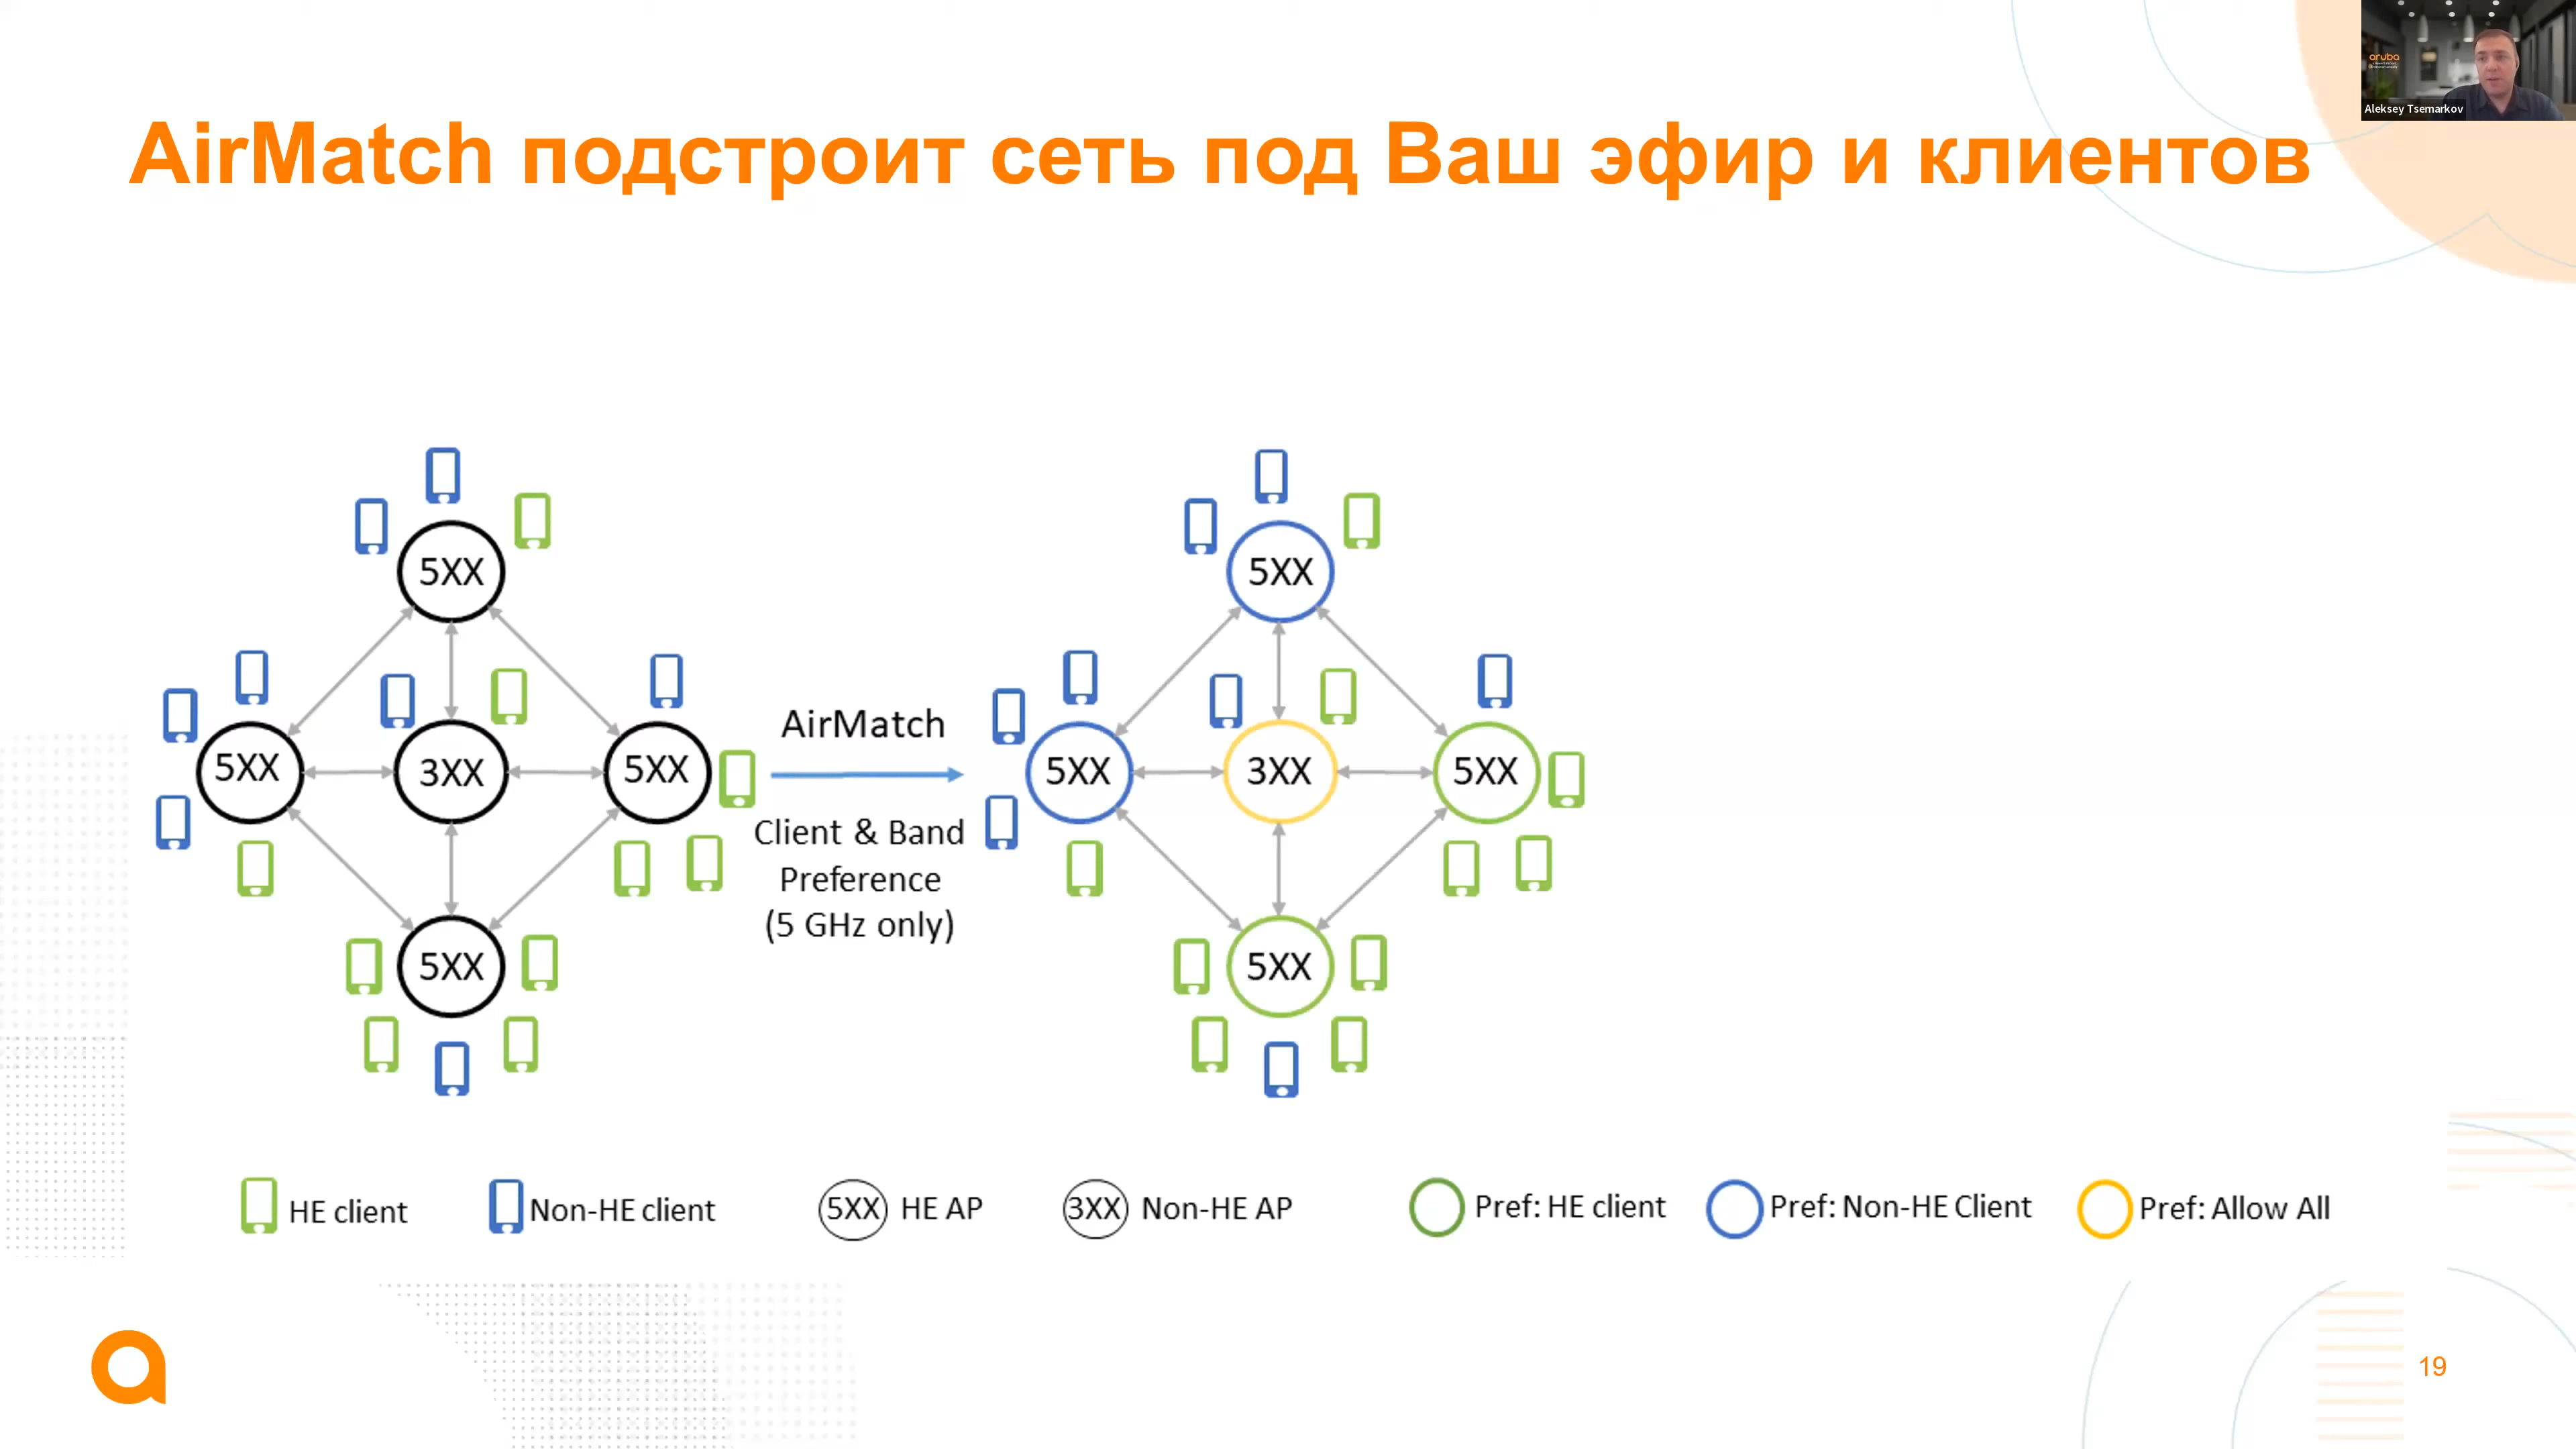 aruba
Aleksey Tsemarkov
AirMatch подстроит сеть под Ваш эфир и клиентов
5XX
5XX
3XX
5XX
5XX
AirMatch
Client & Band
Preference
(5 GHz only)
5XX
5XX
3XX
5XX
5XX
HE client
Non-HE client
5XX HE AP
3XX Non-HE AP
Pref: HE client
Pref: Non-HE Client
Pref: Allow All
19